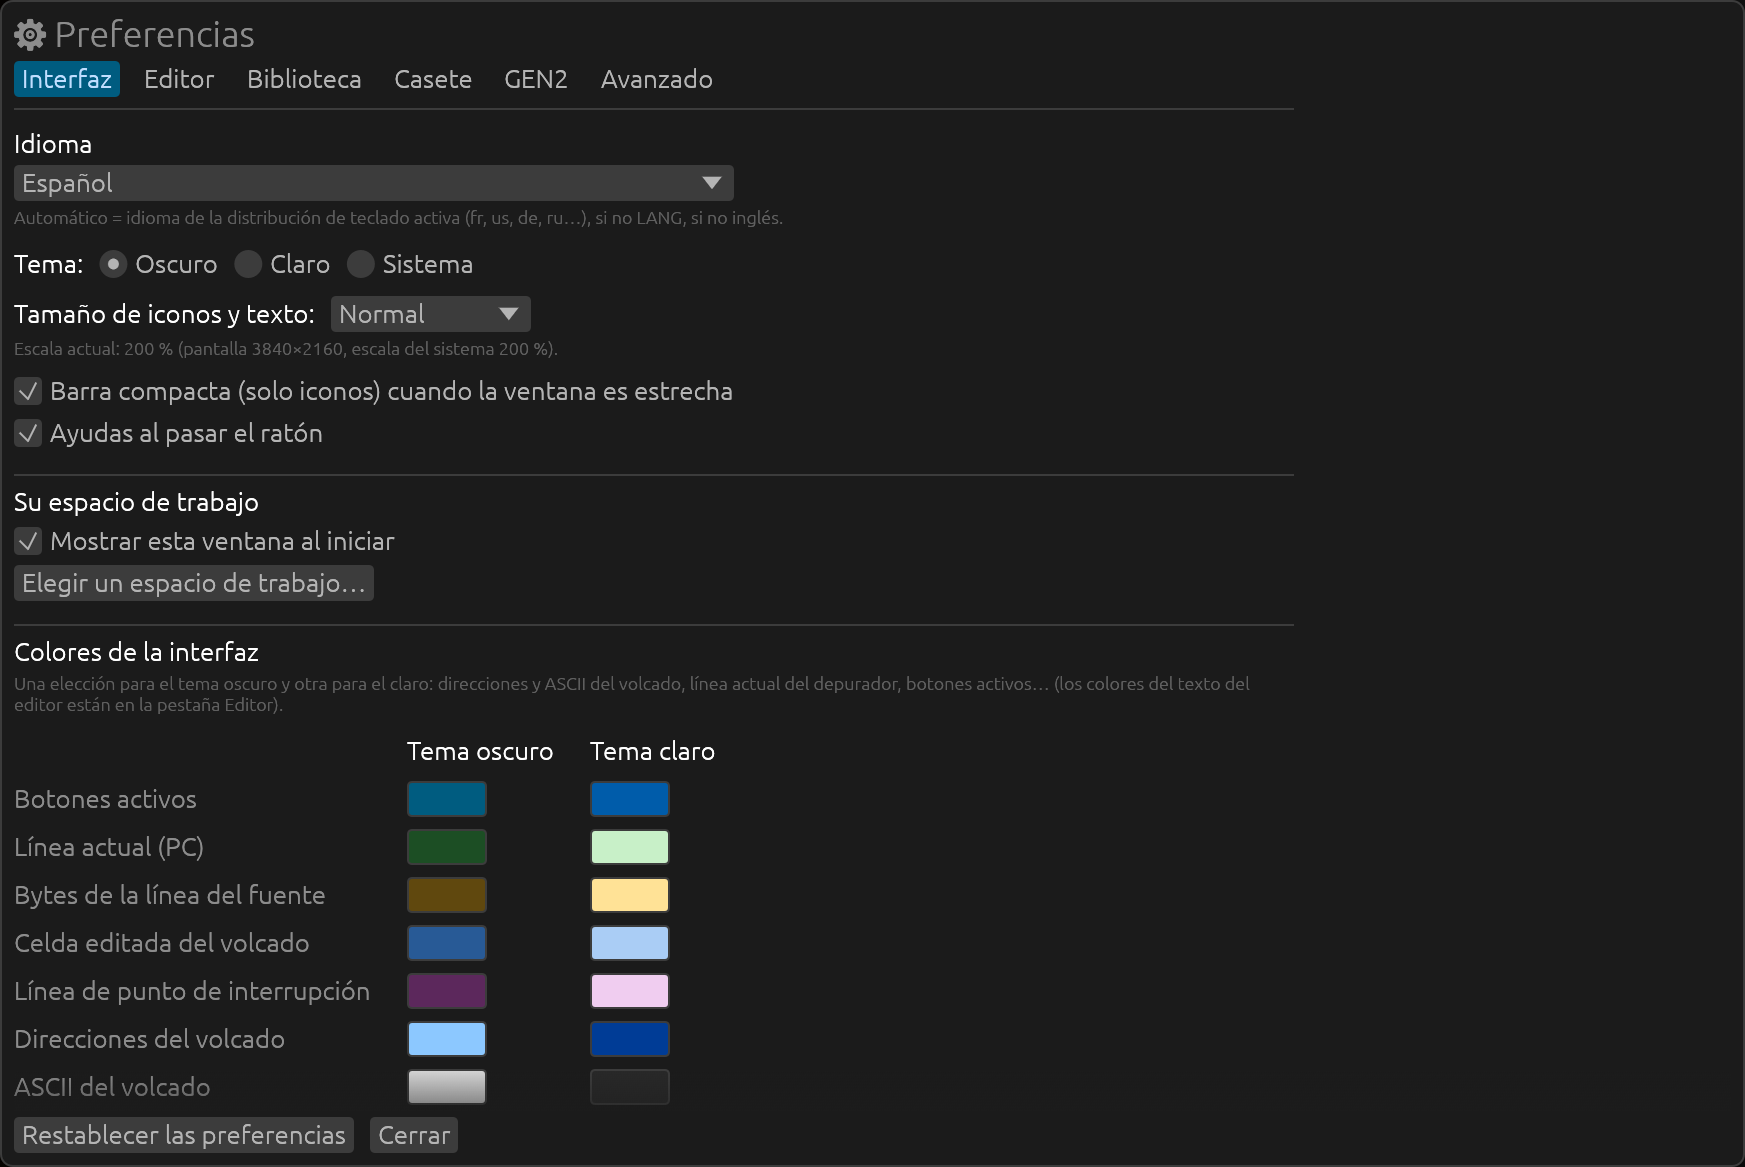 Preferencias
Interfaz Editor Biblioteca Casete GEN2 Avanzado
Idioma
Español
Automático = idioma de la distribución de teclado activa (fr, us, de, ru…), si no LANG, si no inglés.
Tema: Oscuro Claro Sistema
Tamaño de iconos y texto: Normal
Escala actual: 200 % (pantalla 3840×2160, escala del sistema 200 %).
Barra compacta (solo iconos) cuando la ventana es estrecha
Ayudas al pasar el ratón
Su espacio de trabajo
Mostrar esta ventana al iniciar
Elegir un espacio de trabajo…
Colores de la interfaz
Una elección para el tema oscuro y otra para el claro: direcciones y ASCII del volcado, línea actual del depurador, botones activos… (los colores del texto del
editor están en la pestaña Editor).
Tema oscuro Tema claro
Botones activos
Línea actual (PC)
Bytes de la línea del fuente
Celda editada del volcado
Línea de punto de interrupción
Direcciones del volcado
ASCII del volcado
Restablecer las preferencias Cerrar